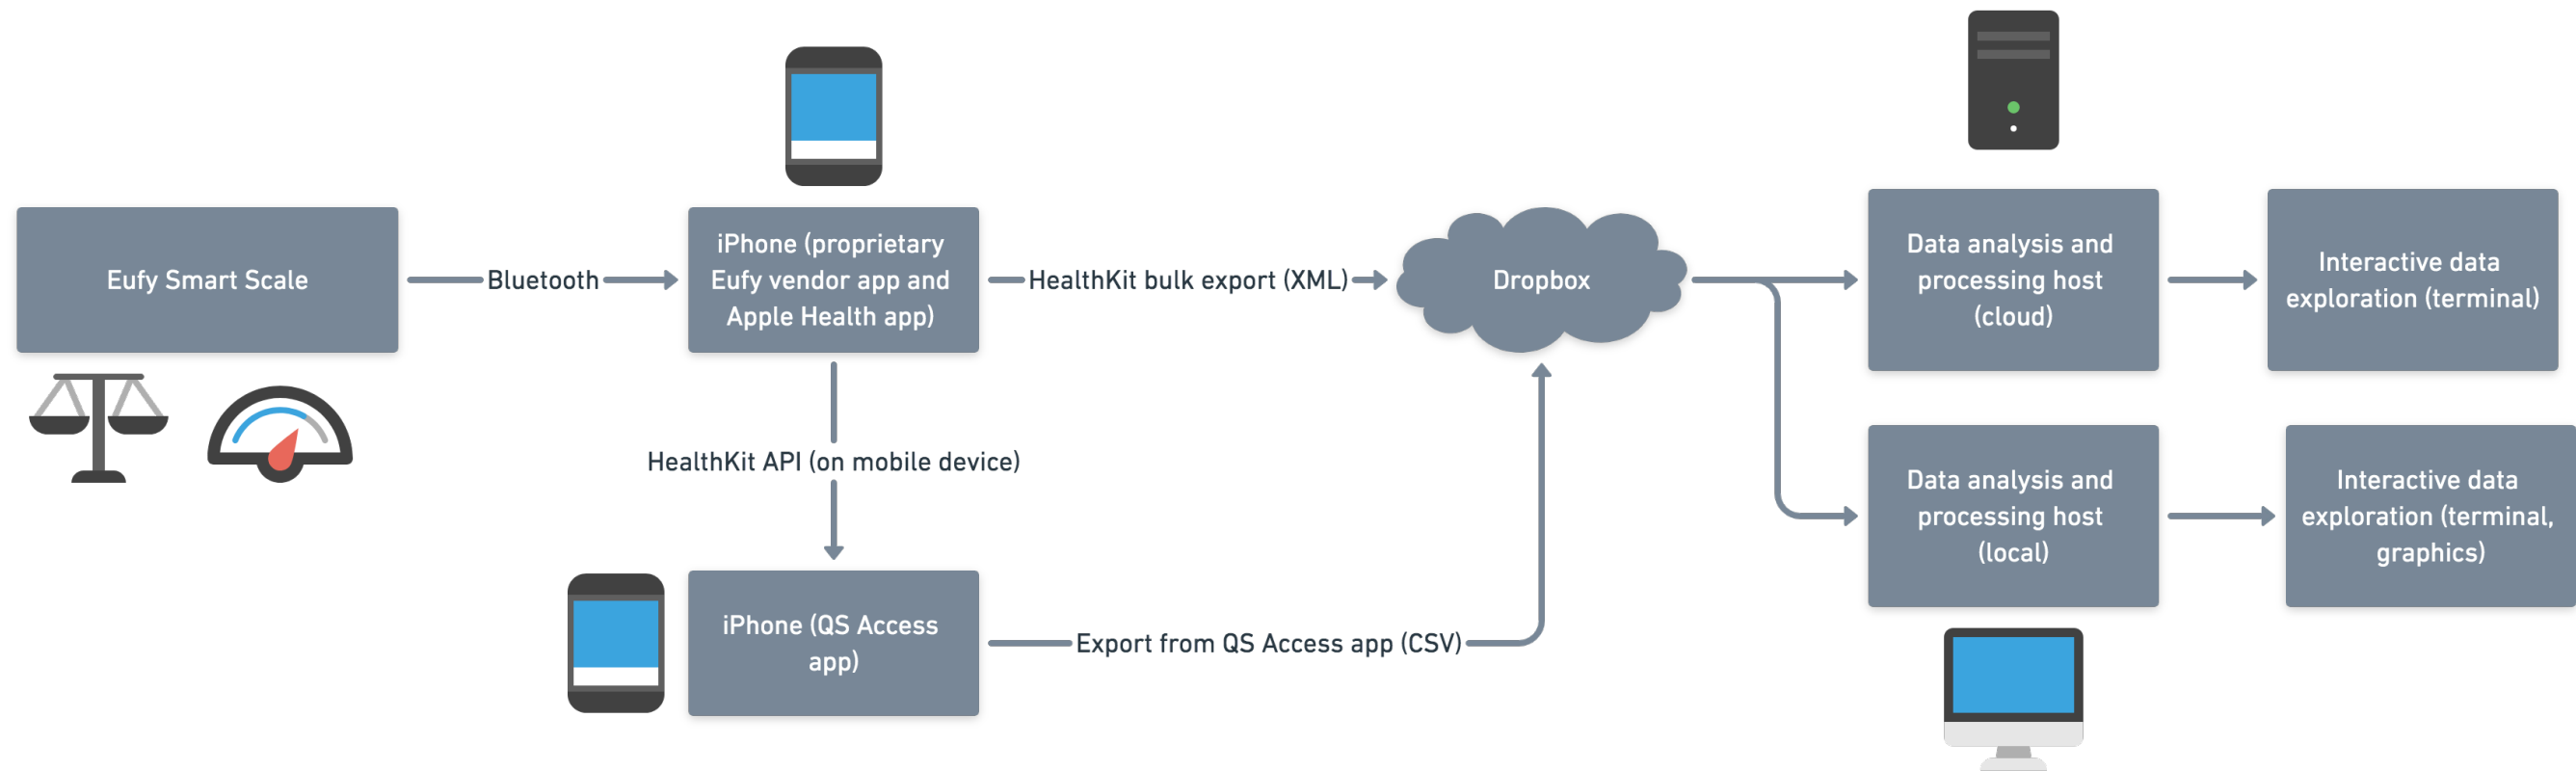 Eufy Smart Scale
Bluetooth
iPhone (proprietary
Eufy vendor app and
Apple Health app)
HealthKit bulk export (XML)
Dropbox
Data analysis and
processing host
(cloud)
Interactive data
exploration (terminal)
HealthKit API (on mobile device)
Data analysis and
processing host
(local)
Interactive data
exploration (terminal,
graphics)
iPhone (QS Access
app)
Export from QS Access app (CSV)